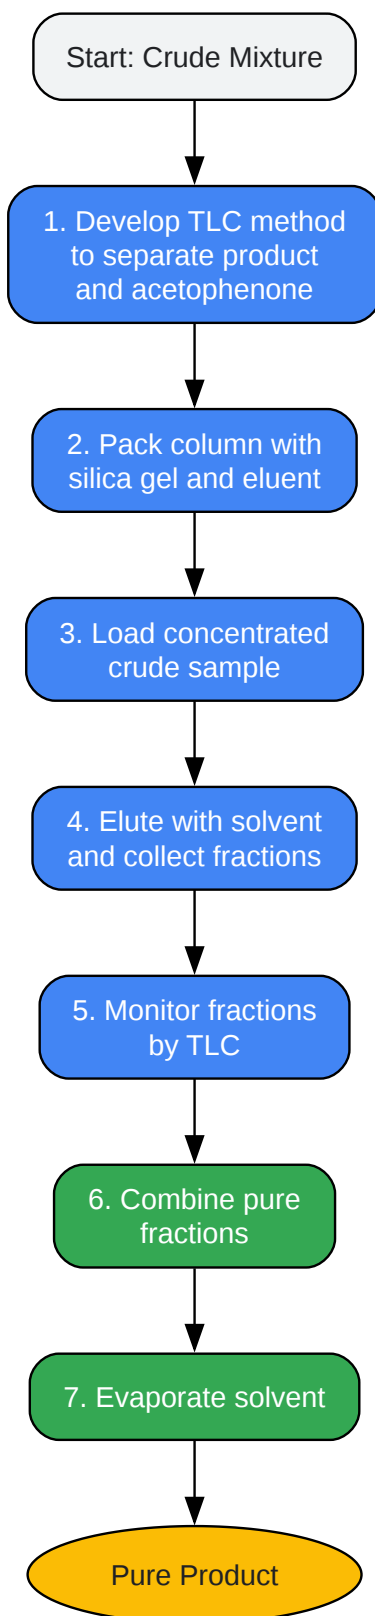 Start: Crude Mixture
1. Develop TLC method
to separate product
and acetophenone
2. Pack column with
silica gel and eluent
3. Load concentrated
crude sample
4. Elute with solvent
and collect fractions
5. Monitor fractions
by TLC
6. Combine pure
fractions
7. Evaporate solvent
Pure Product